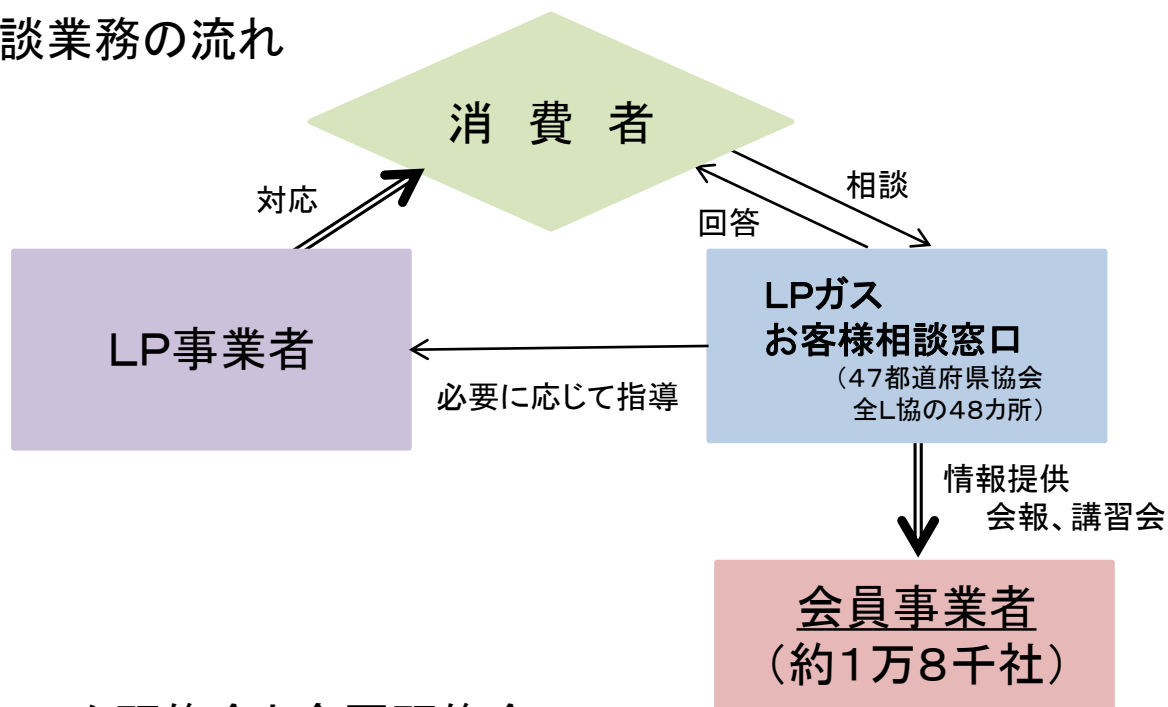 談業務の流れ
消 費 者
対応
相談
回答
LP事業者
LPガス
お客様相談窓口
（47都道府県協会
全L協の48カ所）
必要に応じて指導
情報提供
会報、講習会
会員事業者
（約1万8千社）